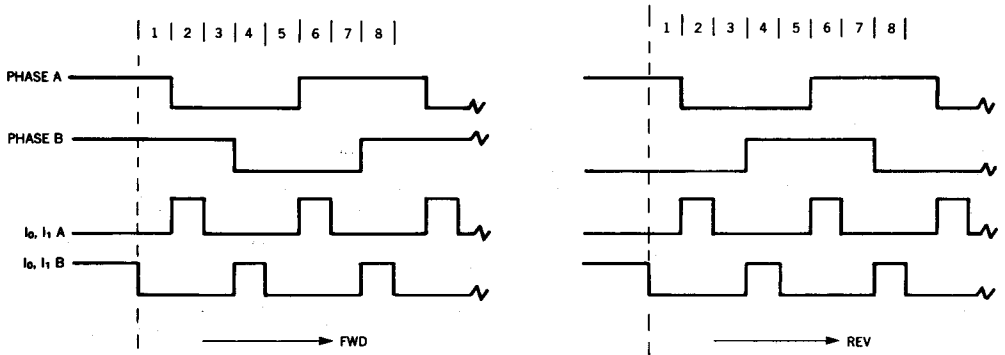 | 1 | 2 | 3 | 4 | 5 | 6 | 7 | 8 |
| 1 | 2 | 3 | 4 | 5 | 6 | 7 | 8 |
PHASE A
PHASE B
I₀, I₁ A
I₀, I₁ B
FWD
REV